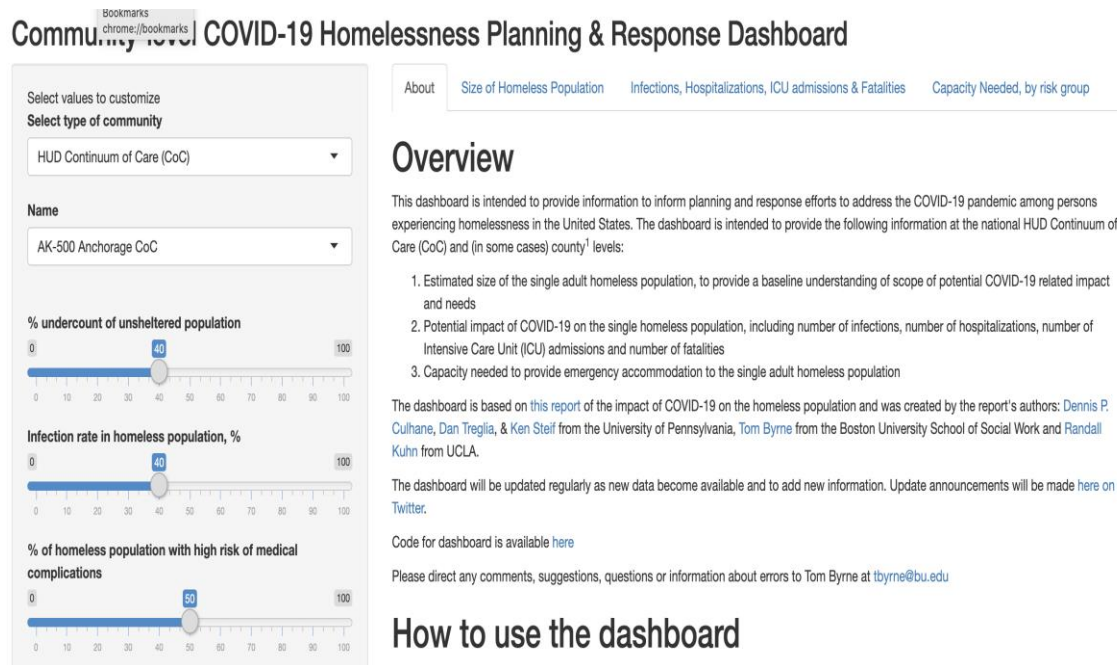 Bookmarks
chrome://bookmarks
COVID-19 Homelessness Planning & Response Dashboard
Select values to customize
Select type of community
HUD Continuum of Care (CoC)
Name
AK-500 Anchorage CoC
% undercount of unsheltered population
0 40 100
0 10 20 30 40 50 60 70 80 90 100
Infection rate in homeless population, %
0 40 100
0 10 20 30 40 50 60 70 80 90 100
% of homeless population with high risk of medical
complications
0 50 100
0 10 20 30 40 50 60 70 80 90 100
About Size of Homeless Population Infections, Hospitalizations, ICU admissions & Fatalities Capacity Needed, by risk group
Overview
This dashboard is intended to provide information to inform planning and response efforts to address the COVID-19 pandemic among persons
experiencing homelessness in the United States. The dashboard is intended to provide the following information at the national HUD Continuum of
Care (CoC) and (in some cases) county1 levels:
1. Estimated size of the single adult homeless population, to provide a baseline understanding of scope of potential COVID-19 related impact
and needs
2. Potential impact of COVID-19 on the single homeless population, including number of infections, number of hospitalizations, number of
Intensive Care Unit (ICU) admissions and number of fatalities
3. Capacity needed to provide emergency accommodation to the single adult homeless population
The dashboard is based on this report of the impact of COVID-19 on the homeless population and was created by the report's authors: Dennis P.
Culhane, Dan Treglia, & Ken Steif from the University of Pennsylvania, Tom Byrne from the Boston University School of Social Work and Randall
Kuhn from UCLA.
The dashboard will be updated regularly as new data become available and to add new information. Update announcements will be made here on
Twitter.
Code for dashboard is available here
Please direct any comments, suggestions, questions or information about errors to Tom Byrne at tbyrne@bu.edu
How to use the dashboard